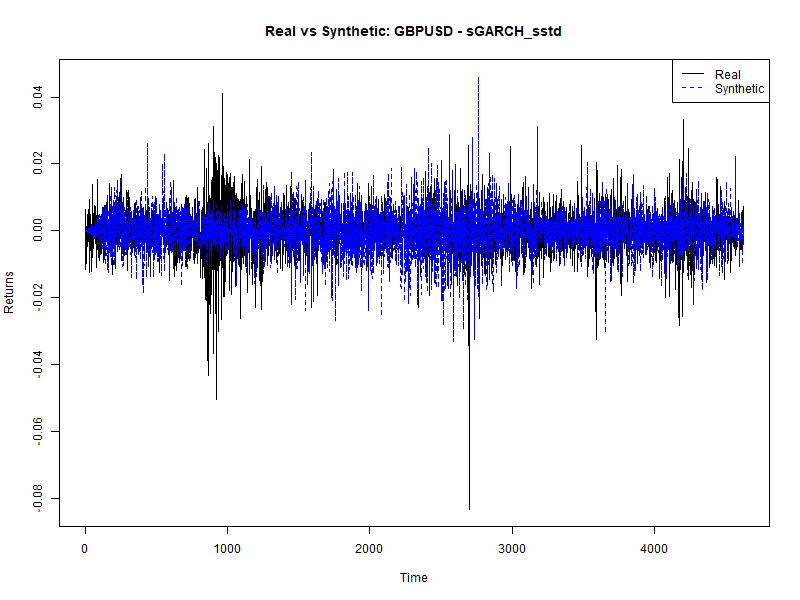 Real vs Synthetic: GBPUSD - sGARCH_sstd
Real
Synthetic
0.04
0.02
0.00
-0.02
-0.04
-0.06
-0.08
Returns
0
1000
2000
3000
4000
Time